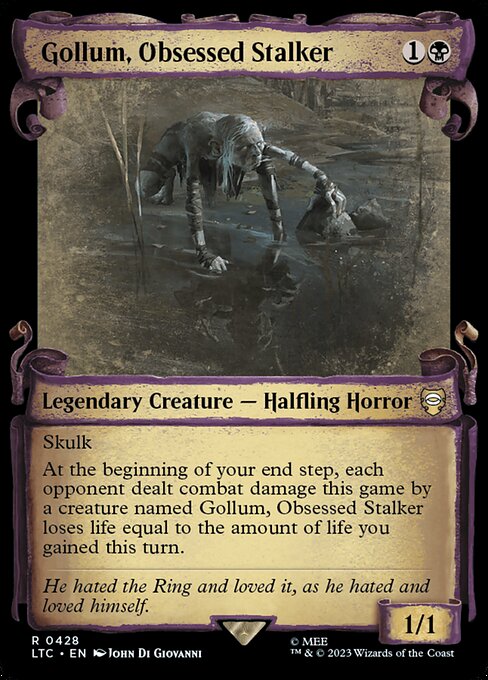 Gollum, Obsessed Stalker 1
Legendary Creature — Halfling Horror
Skulk
At the beginning of your end step, each
opponent dealt combat damage this game by
a creature named Gollum, Obsessed Stalker
loses life equal to the amount of life you
gained this turn.
He hated the Ring and loved it, as he hated and
loved himself.
1/1
R 0428
LTC • EN John Di Giovanni
© MEE
™ & © 2023 Wizards of the Coast